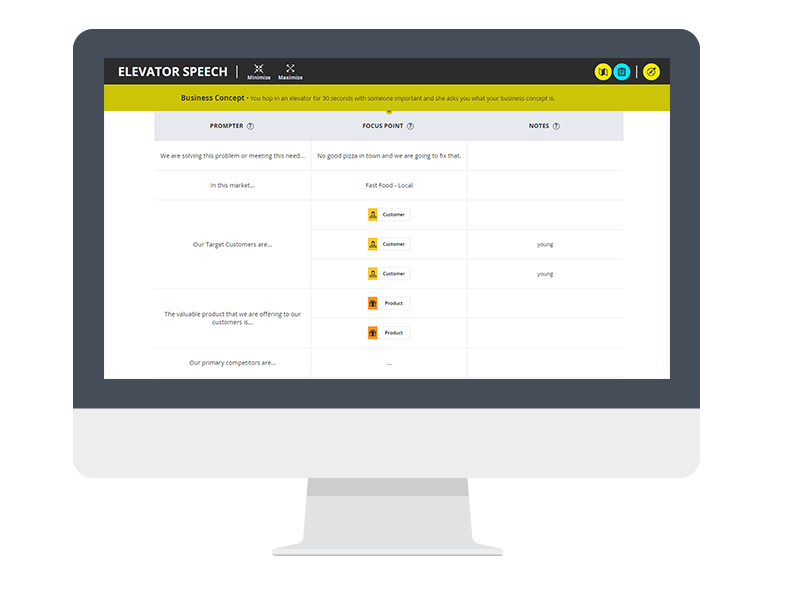 ELEVATOR SPEECH
Minimize Maximize
Business Concept • You hop in an elevator for 30 seconds with someone important and she asks you what your business concept is.
PROMPTER ? FOCUS POINT ? NOTES ?
We are solving this problem or meeting this need... No good pizza in town and we are going to fix that.
In this market... Fast Food - Local
Customer
Our Target Customers are... Customer young
Customer young
Product
The valuable product that we are offering to our
customers is...
Product
Our primary competitors are... ...